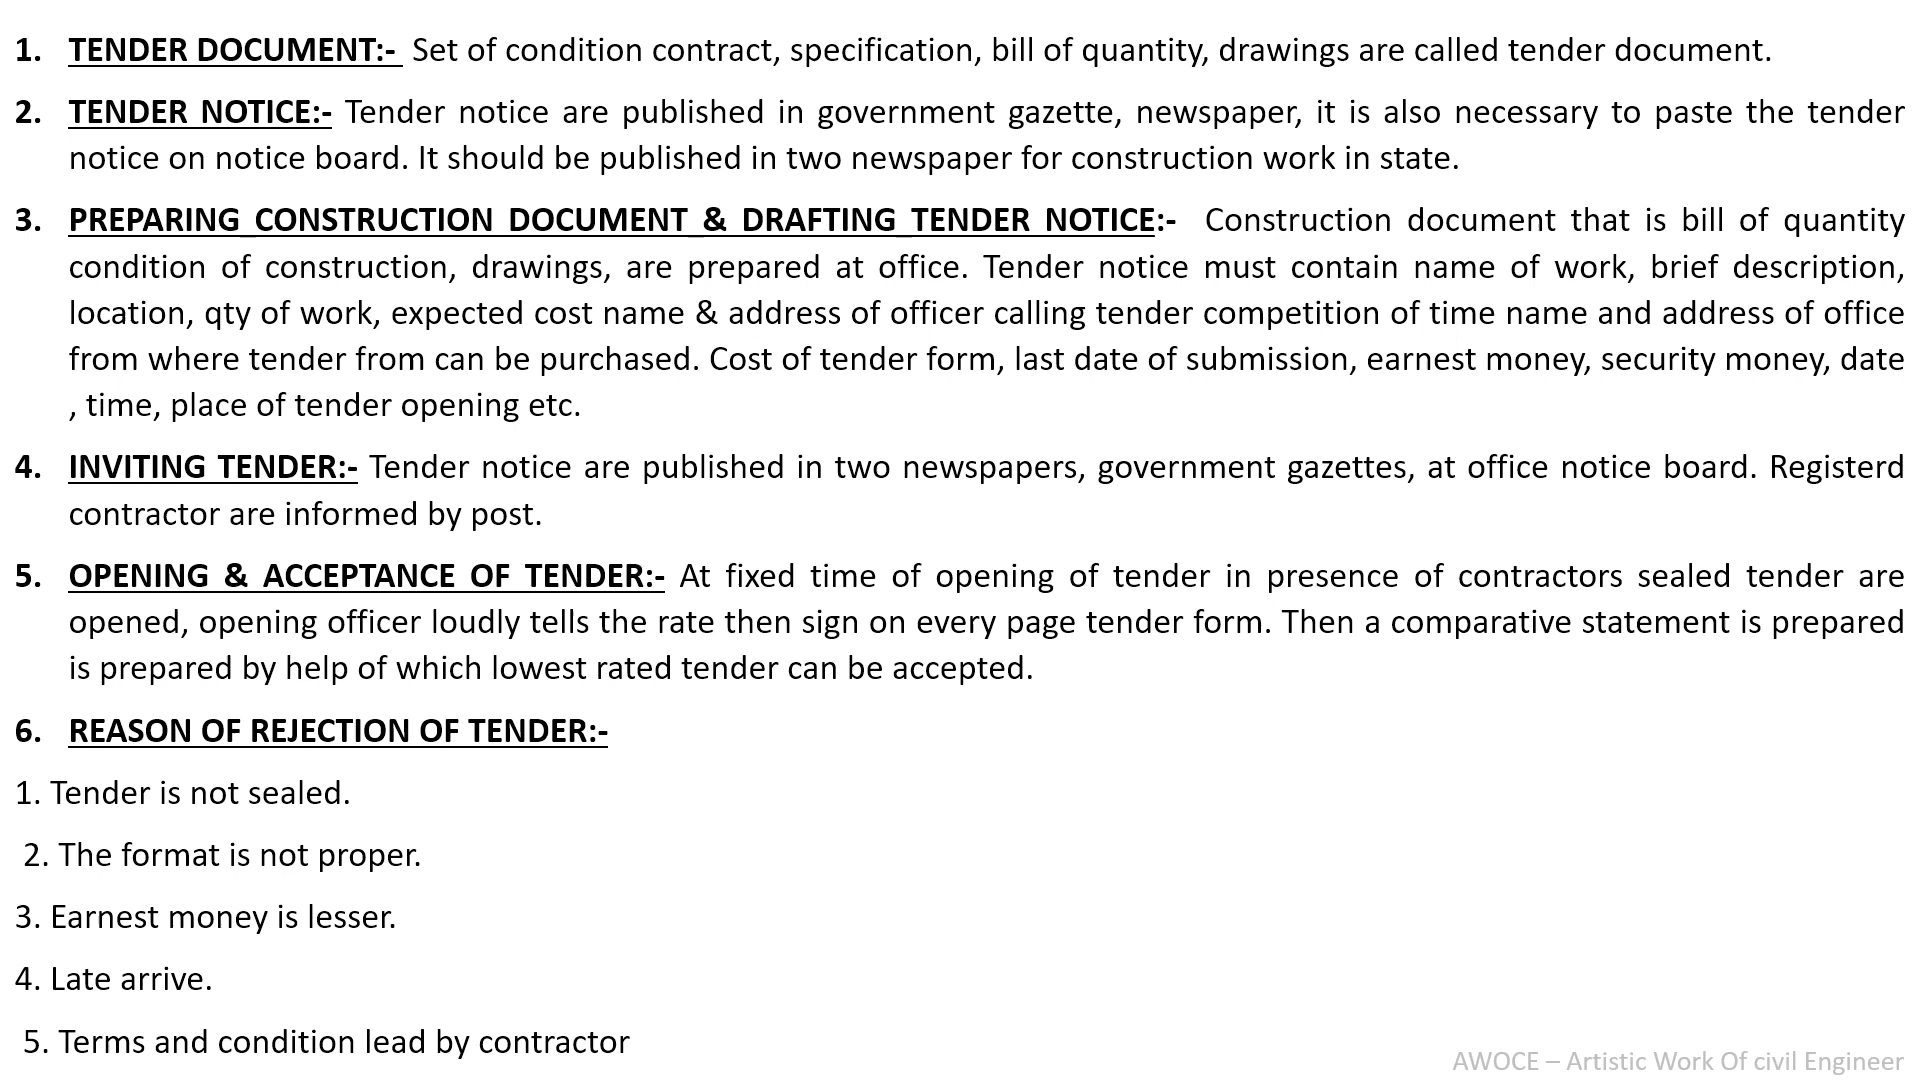 1. TENDER DOCUMENT:- Set of condition contract, specification, bill of quantity, drawings are called tender document.
2. TENDER NOTICE:- Tender notice are published in government gazette, newspaper, it is also necessary to paste the tender
notice on notice board. It should be published in two newspaper for construction work in state.
3. PREPARING CONSTRUCTION DOCUMENT & DRAFTING TENDER NOTICE:- Construction document that is bill of quantity
condition of construction, drawings, are prepared at office. Tender notice must contain name of work, brief description,
location, qty of work, expected cost name & address of officer calling tender competition of time name and address of office
from where tender from can be purchased. Cost of tender form, last date of submission, earnest money, security money, date
, time, place of tender opening etc.
4. INVITING TENDER:- Tender notice are published in two newspapers, government gazettes, at office notice board. Registerd
contractor are informed by post.
5. OPENING & ACCEPTANCE OF TENDER:- At fixed time of opening of tender in presence of contractors sealed tender are
opened, opening officer loudly tells the rate then sign on every page tender form. Then a comparative statement is prepared
is prepared by help of which lowest rated tender can be accepted.
6. REASON OF REJECTION OF TENDER:-
1. Tender is not sealed.
2. The format is not proper.
3. Earnest money is lesser.
4. Late arrive.
5. Terms and condition lead by contractor
AWOCE – Artistic Work Of civil Engineer